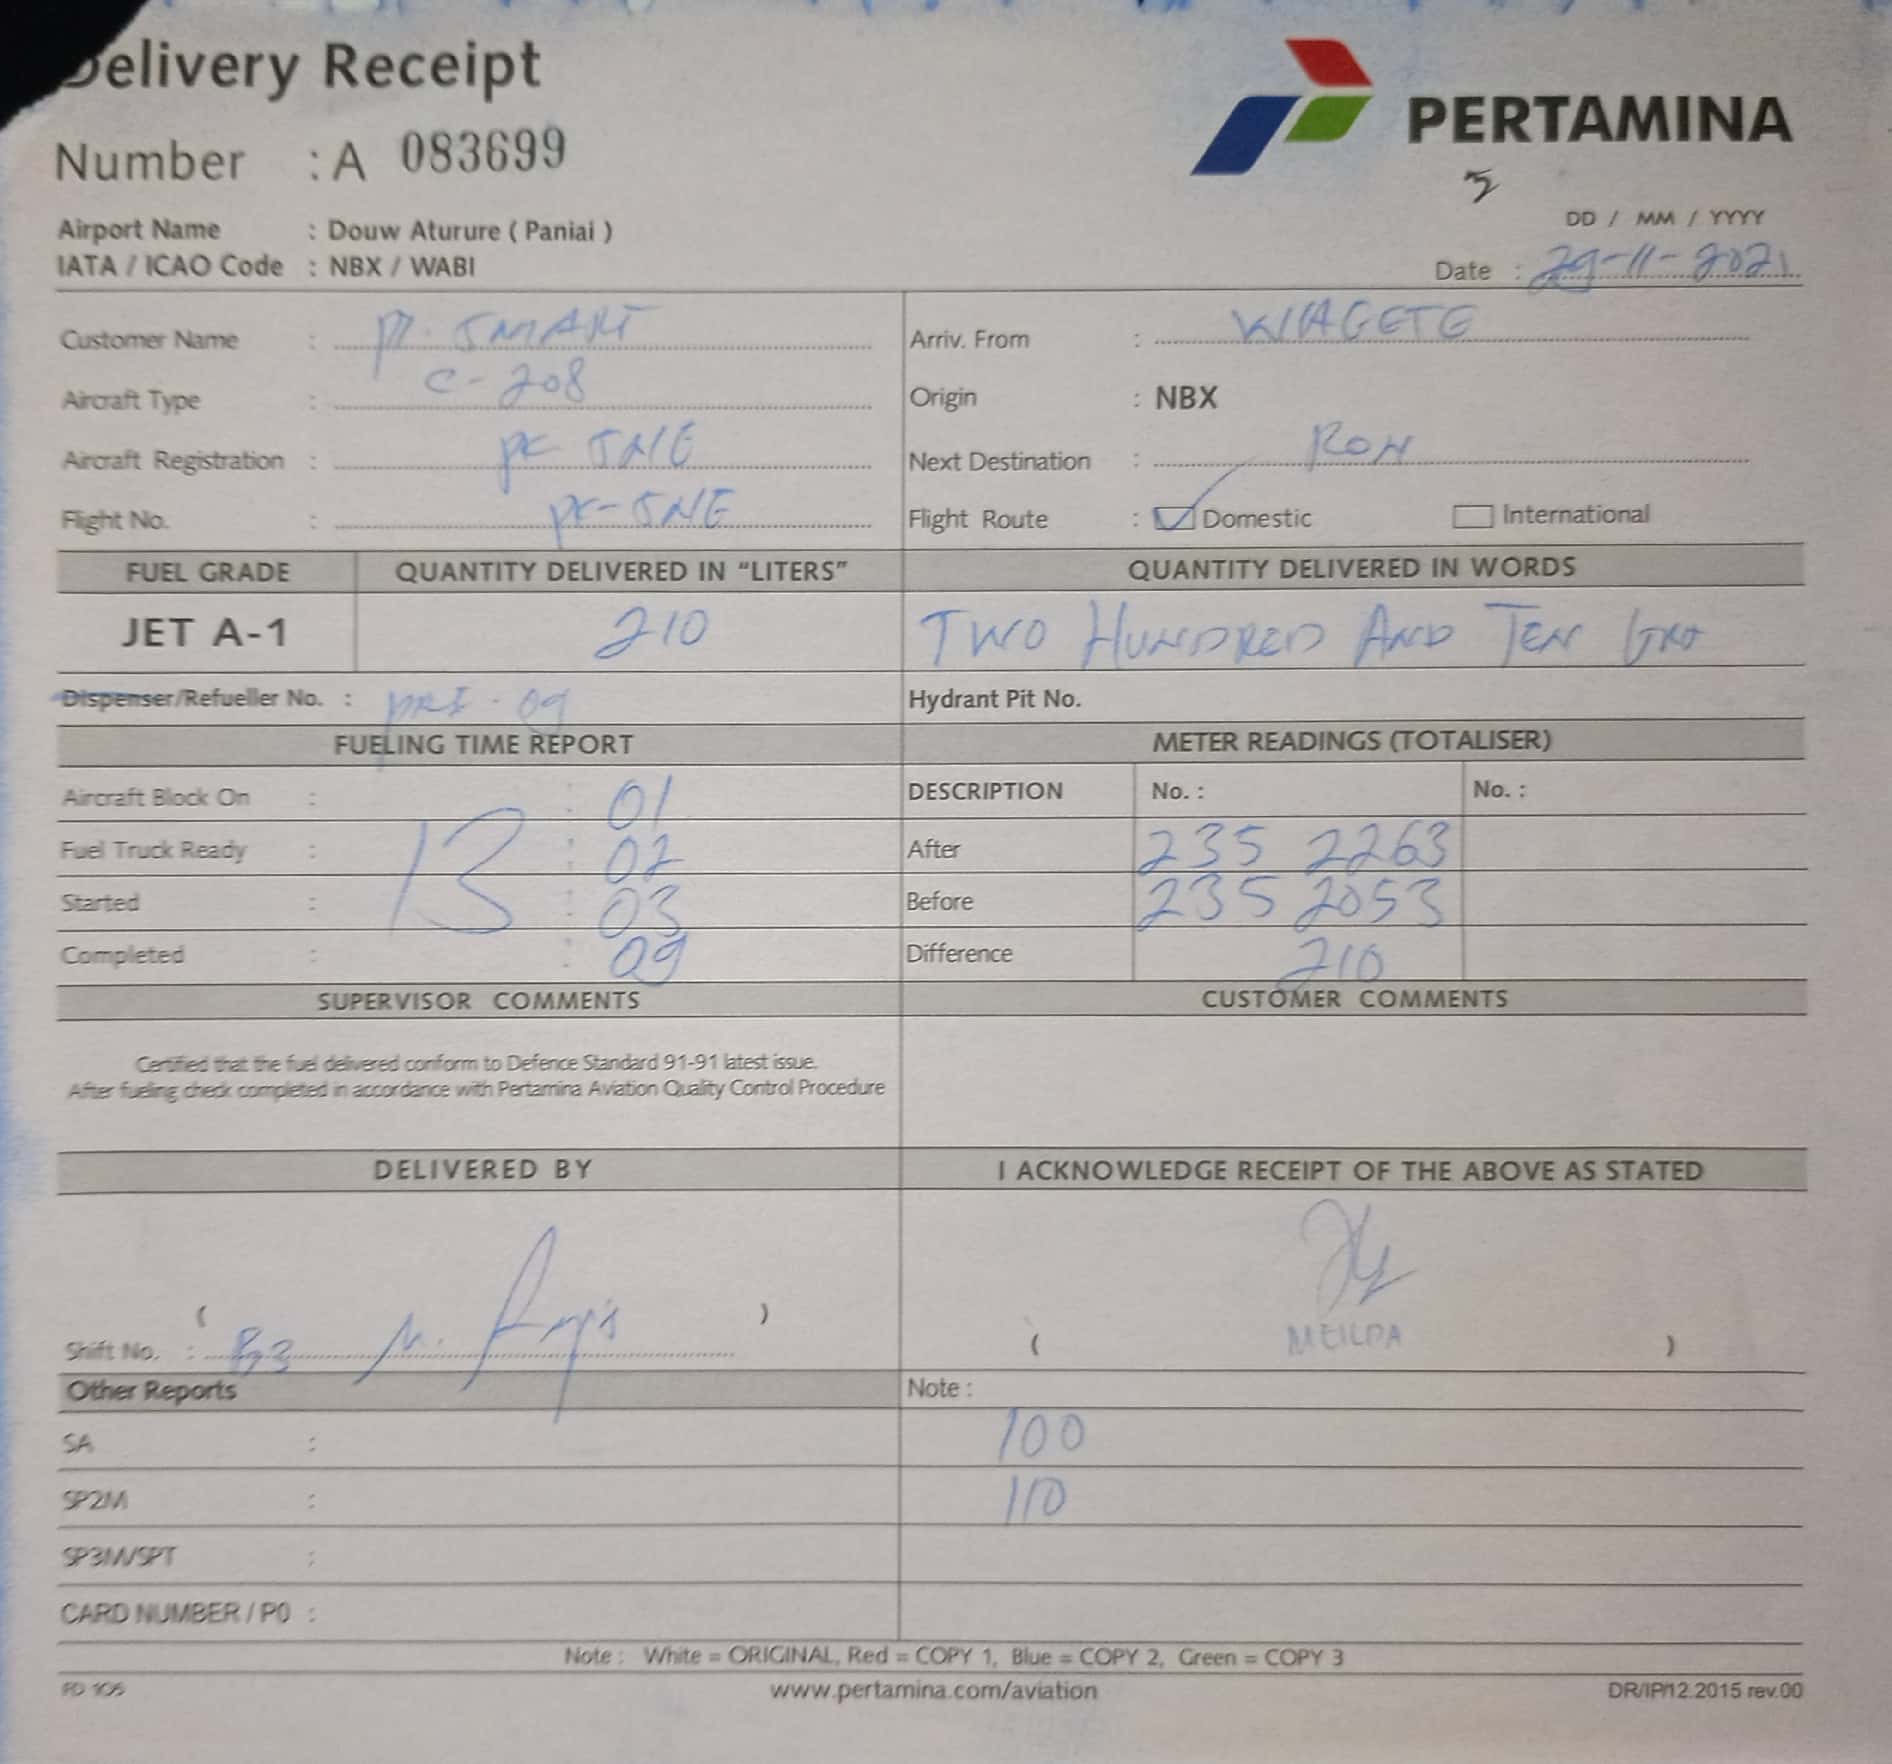 Delivery Receipt
PERTAMINA
Number : A 083699
DD / MM / YYYY
Airport Name : Douw Aturure ( Paniai )
IATA / ICAO Code : NBX / WABI
Date : 29-11-2021
Customer Name : PT. SMART
Arriv. From : WAGETE
Aircraft Type : C-208
Origin : NBX
Aircraft Registration : PK SNE
Next Destination : RON
Flight No. : PK-SNE
Flight Route : Domestic International
FUEL GRADE QUANTITY DELIVERED IN "LITERS" QUANTITY DELIVERED IN WORDS
JET A-1 210 TWO HUNDRED AND TEN
Dispenser/Refueller No. : Hydrant Pit No.
FUELING TIME REPORT METER READINGS (TOTALISER)
Aircraft Block On : 13 : 01
DESCRIPTION No. : No. :
Fuel Truck Ready : : 02
After 235 2263
Started : : 03
Before 235 2053
Completed : : 09
Difference 210
SUPERVISOR COMMENTS CUSTOMER COMMENTS
Certified that the fuel delivered conform to Defence Standard 91-91 latest issue.
After fueling check completed in accordance with Pertamina Aviation Quality Control Procedure
DELIVERED BY I ACKNOWLEDGE RECEIPT OF THE ABOVE AS STATED
( )
Shift No. :
( MEILDA )
Other Reports Note :
SA : 100
SP2M : 110
SP3M/SPT :
CARD NUMBER / PO :
Note : White = ORIGINAL, Red = COPY 1, Blue = COPY 2, Green = COPY 3
FD 106 www.pertamina.com/aviation DR/IP/12.2015 rev.00